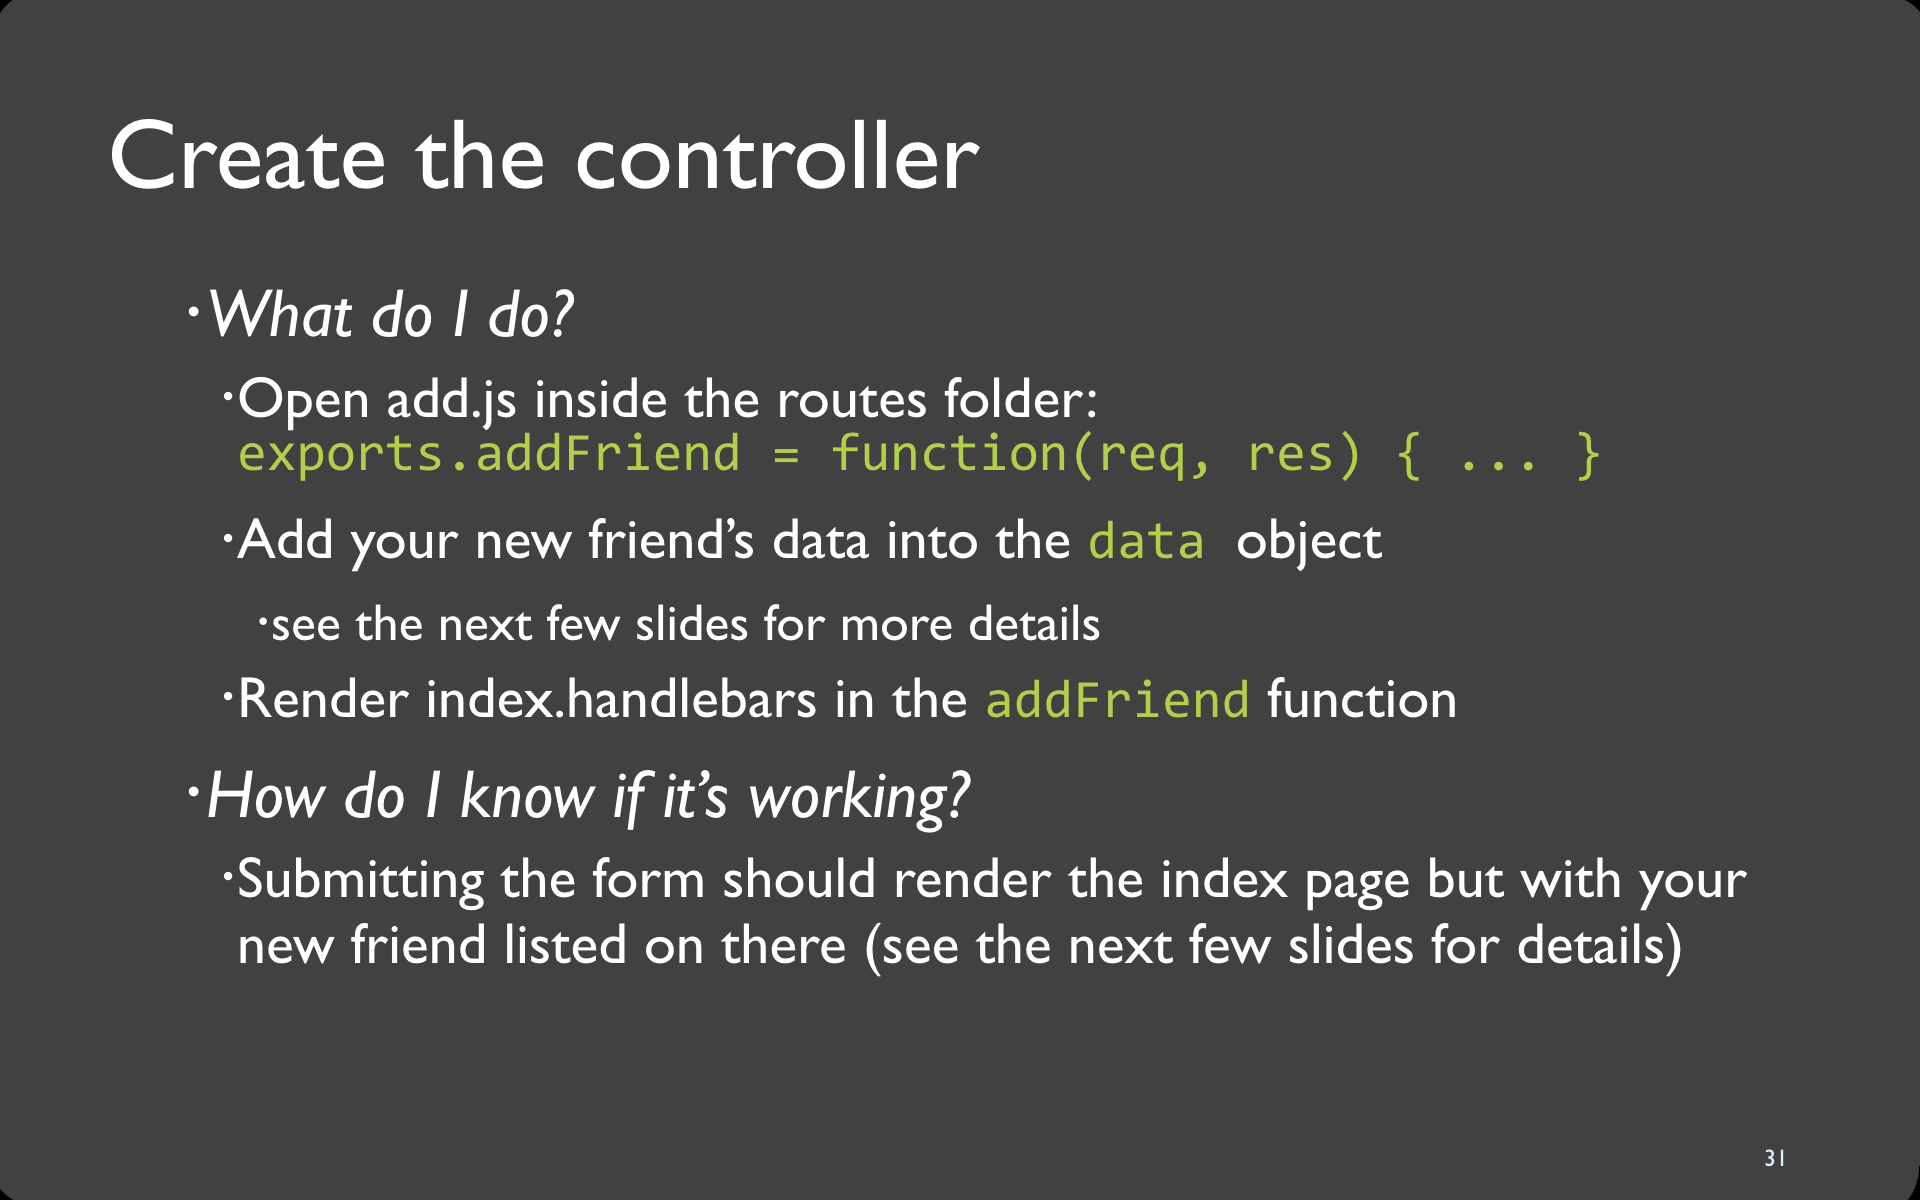 Create the controller
•What do I do?
•Open add.js inside the routes folder:
exports.addFriend = function(req, res) { ... }
•Add your new friend’s data into the data object
•see the next few slides for more details
•Render index.handlebars in the addFriend function
•How do I know if it’s working?
•Submitting the form should render the index page but with your
new friend listed on there (see the next few slides for details)
31